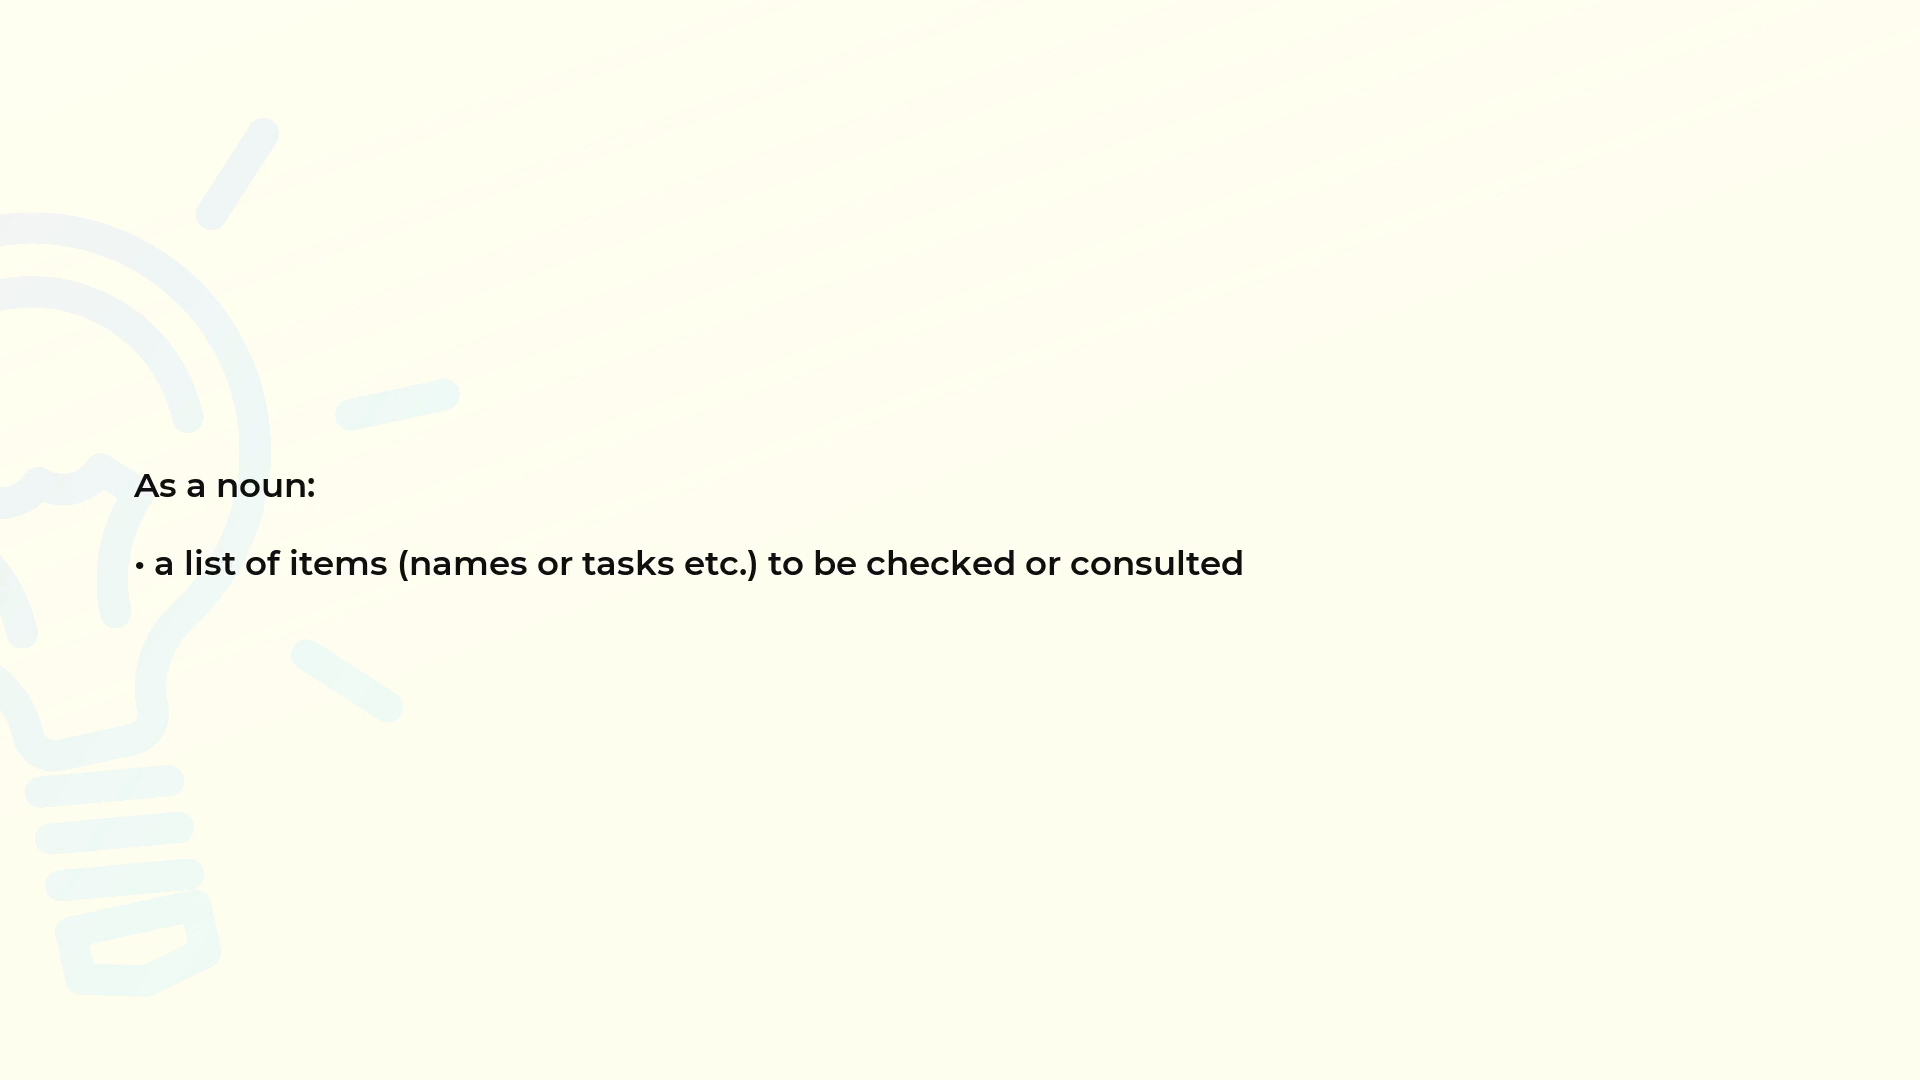 As a noun:
• a list of items (names or tasks etc.) to be checked or consulted